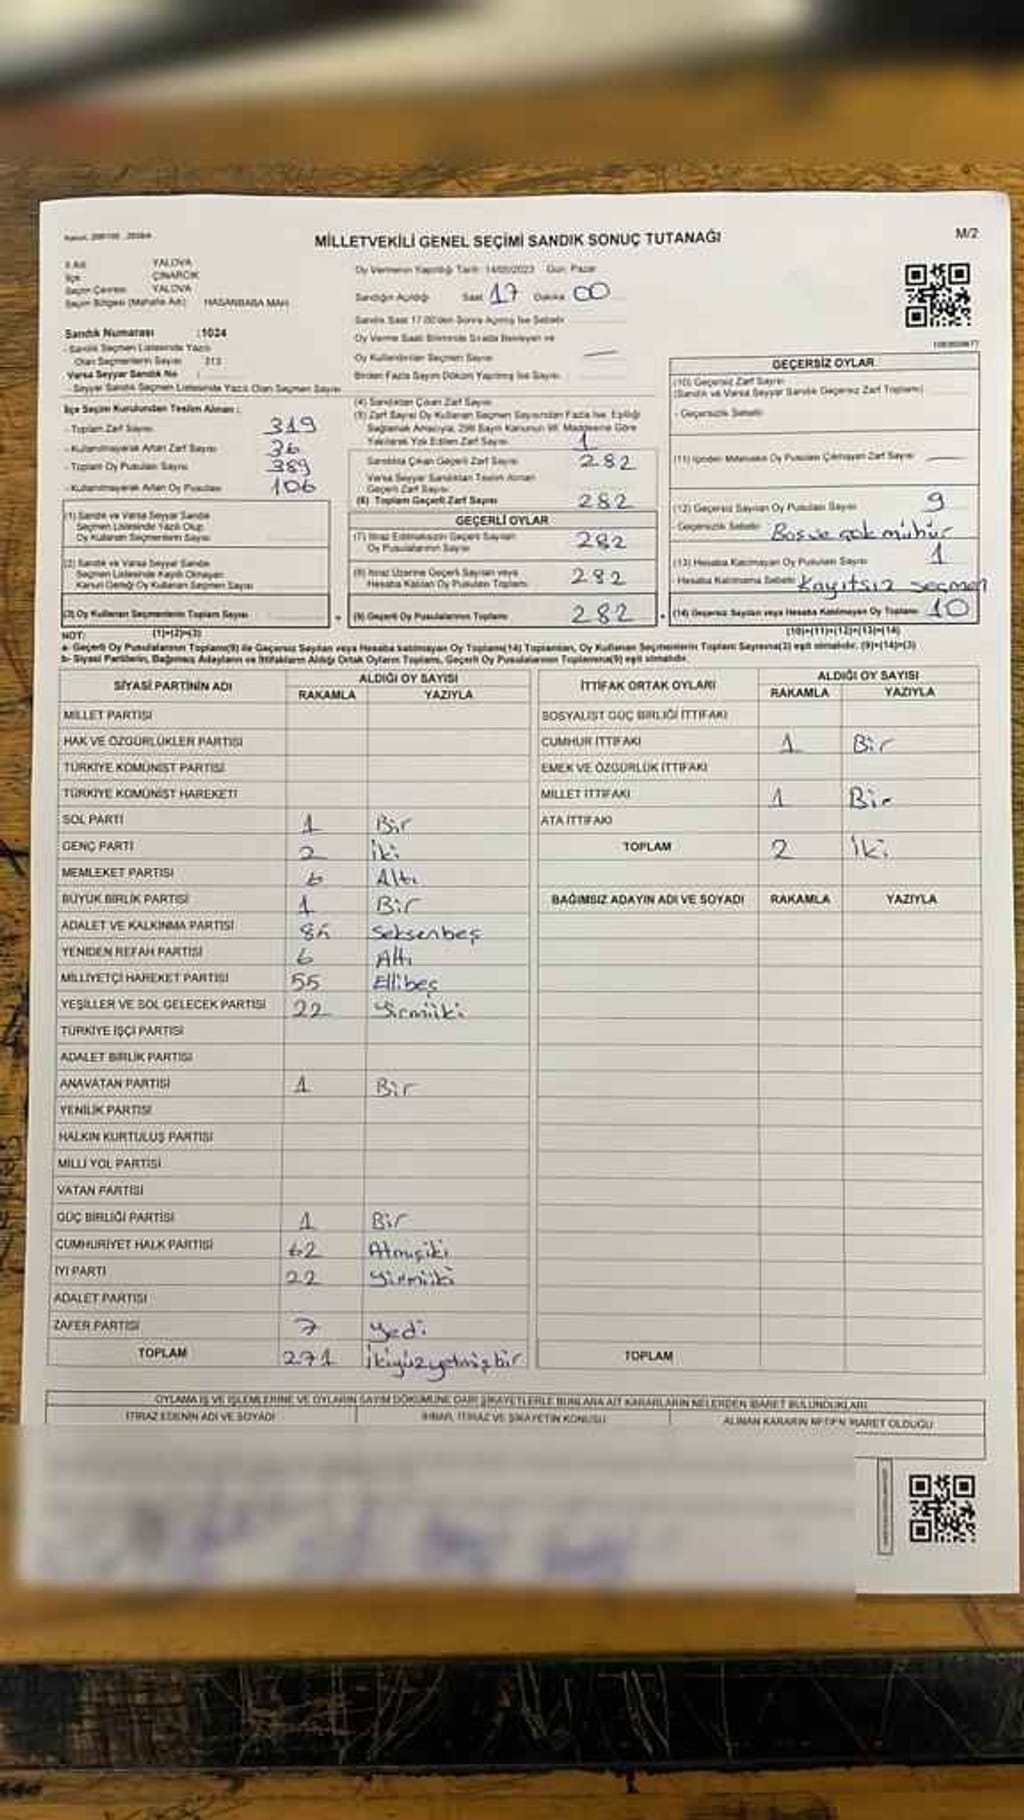 MİLLETVEKİLİ GENEL SEÇİMİ SANDIK SONUÇ TUTANAĞI
M/2
İl Adı YALOVA
İlçe ÇINARCIK
Seçim Çevresi YALOVA
Seçim Bölgesi (Mahalle Adı) HASANBABA MAH
Sandık Numarası : 1024
- Sandık Seçmen Listesinde Yazılı
Olan Seçmenlerin Sayısı 313
Varsa Seyyar Sandık No :
- Seyyar Sandık Seçmen Listesinde Yazılı Olan Seçmen Sayısı
İlçe Seçim Kurulundan Teslim Alınan :
- Toplam Zarf Sayısı 319
- Kullanılmayarak Artan Zarf Sayısı 36
- Toplam Oy Pusulası Sayısı 389
- Kullanılmayarak Artan Oy Pusulası 106
(1) Sandık ve Varsa Seyyar Sandık
Seçmen Listesinde Yazılı Olup
Oy Kullanan Seçmenlerin Sayısı
(2) Sandık ve Varsa Seyyar Sandık
Seçmen Listesinde Kayıtlı Olmayan
Kanun Gereği Oy Kullanan Seçmen Sayısı
(3) Oy Kullanan Seçmenlerin Toplam Sayısı
Oy Vermenin Yapıldığı Tarih: 14/05/2023 Gün: Pazar
Sandığın Açıldığı Saat 17 Dakika 00
Sandık Saat 17.00'den Sonra Açılmış İse Sebebi
Oy Verme Saati Bitiminde Sırada Bekleyen ve
Oy Kullandırılan Seçmen Sayısı —
Birden Fazla Sayım Döküm Yapılmış İse Sayısı
(4) Sandıktan Çıkan Zarf Sayısı
(5) Zarf Sayısı Oy Kullanan Seçmen Sayısından Fazla İse, Eşitliği
Sağlamak Amacıyla, 298 Sayılı Kanunun 98. Maddesine Göre
Yakılarak Yok Edilen Zarf Sayısı 1
Sandıkta Çıkan Geçerli Zarf Sayısı 282
Varsa Seyyar Sandıktan Teslim Alınan
Geçerli Zarf Sayısı
(6) Toplam Geçerli Zarf Sayısı 282
GEÇERLİ OYLAR
(7) İtiraz Edilmeksizin Geçerli Sayılan
Oy Pusulalarının Sayısı 282
(8) İtiraz Üzerine Geçerli Sayılan veya
Hesaba Katılan Oy Pusulaları Toplamı 282
(9) Geçerli Oy Pusulalarının Toplamı 282
GEÇERSİZ OYLAR
(10) Geçersiz Zarf Sayısı
(Sandık ve Varsa Seyyar Sandık Geçersiz Zarf Toplamı)
- Geçersizlik Sebebi
(11) İçinden Milletvekili Oy Pusulası Çıkmayan Zarf Sayısı —
(12) Geçersiz Sayılan Oy Pusulası Sayısı 9
- Geçersizlik Sebebi Boş ve çok mühür
(13) Hesaba Katılmayan Oy Pusulası Sayısı 1
Hesaba Katılmama Sebebi Kayıtsız seçmen
(14) Geçersiz Sayılan veya Hesaba Katılmayan Oy Toplamı 10
NOT: (1)+(2)=(3)
(10)+(11)+(12)+(13)=(14)
a- Geçerli Oy Pusulalarının Toplamı(9) ile Geçersiz Sayılan veya Hesaba katılmayan Oy Toplamı(14) Toplamları, Oy Kullanan Seçmenlerin Toplam Sayısına(3) eşit olmalıdır. (9)+(14)=(3)
b- Siyasi Partilerin, Bağımsız Adayların ve İttifakların Aldığı Ortak Oyların Toplamı, Geçerli Oy Pusulalarının Toplamına(9) eşit olmalıdır.
SİYASİ PARTİNİN ADI ALDIĞI OY SAYISI
RAKAMLA YAZIYLA
MİLLET PARTİSİ
HAK VE ÖZGÜRLÜKLER PARTİSİ
TÜRKİYE KOMÜNİST PARTİSİ
TÜRKİYE KOMÜNİST HAREKETİ
SOL PARTİ 1 Bir
GENÇ PARTİ 2 İki
MEMLEKET PARTİSİ 6 Altı
BÜYÜK BİRLİK PARTİSİ 1 Bir
ADALET VE KALKINMA PARTİSİ 85 Seksenbeş
YENİDEN REFAH PARTİSİ 6 Altı
MİLLİYETÇİ HAREKET PARTİSİ 55 Ellibeş
YEŞİLLER VE SOL GELECEK PARTİSİ 22 Yirmiiki
TÜRKİYE İŞÇİ PARTİSİ
ADALET BİRLİK PARTİSİ
ANAVATAN PARTİSİ 1 Bir
YENİLİK PARTİSİ
HALKIN KURTULUŞ PARTİSİ
MİLLİ YOL PARTİSİ
VATAN PARTİSİ
GÜÇ BİRLİĞİ PARTİSİ 1 Bir
CUMHURİYET HALK PARTİSİ 62 Atmışiki
İYİ PARTİ 22 Yirmiiki
ADALET PARTİSİ
ZAFER PARTİSİ 7 Yedi
TOPLAM 271 İkiyüzyetmişbir
İTTİFAK ORTAK OYLARI ALDIĞI OY SAYISI
RAKAMLA YAZIYLA
SOSYALİST GÜÇ BİRLİĞİ İTTİFAKI
CUMHUR İTTİFAKI 1 Bir
EMEK VE ÖZGÜRLÜK İTTİFAKI
MİLLET İTTİFAKI 1 Bir
ATA İTTİFAKI
TOPLAM 2 İki
BAĞIMSIZ ADAYIN ADI VE SOYADI RAKAMLA YAZIYLA
TOPLAM
OYLAMA İŞ VE İŞLEMLERİNE VE OYLARIN SAYIM DÖKÜMÜNE DAİR ŞİKAYETLERLE BUNLARA AİT KARARLARIN NELERDEN İBARET BULUNDUKLARI
İTİRAZ EDENİN ADI VE SOYADI İHBAR, İTİRAZ VE ŞİKAYETİN KONUSU ALINAN KARARIN NEDEN İBARET OLDUĞU